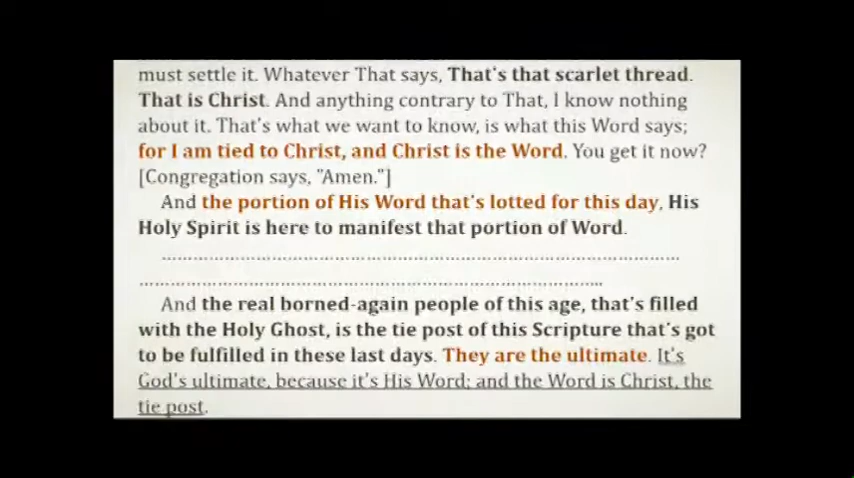 must settle it. Whatever That says, That's that scarlet thread.
That is Christ. And anything contrary to That, I know nothing
about it. That's what we want to know, is what this Word says;
for I am tied to Christ, and Christ is the Word. You get it now?
[Congregation says, "Amen."]
And the portion of His Word that's lotted for this day, His
Holy Spirit is here to manifest that portion of Word.
................................................................................................
......................................................................................
And the real borned-again people of this age, that's filled
with the Holy Ghost, is the tie post of this Scripture that's got
to be fulfilled in these last days. They are the ultimate. It's
God's ultimate, because it's His Word; and the Word is Christ, the
tie post.